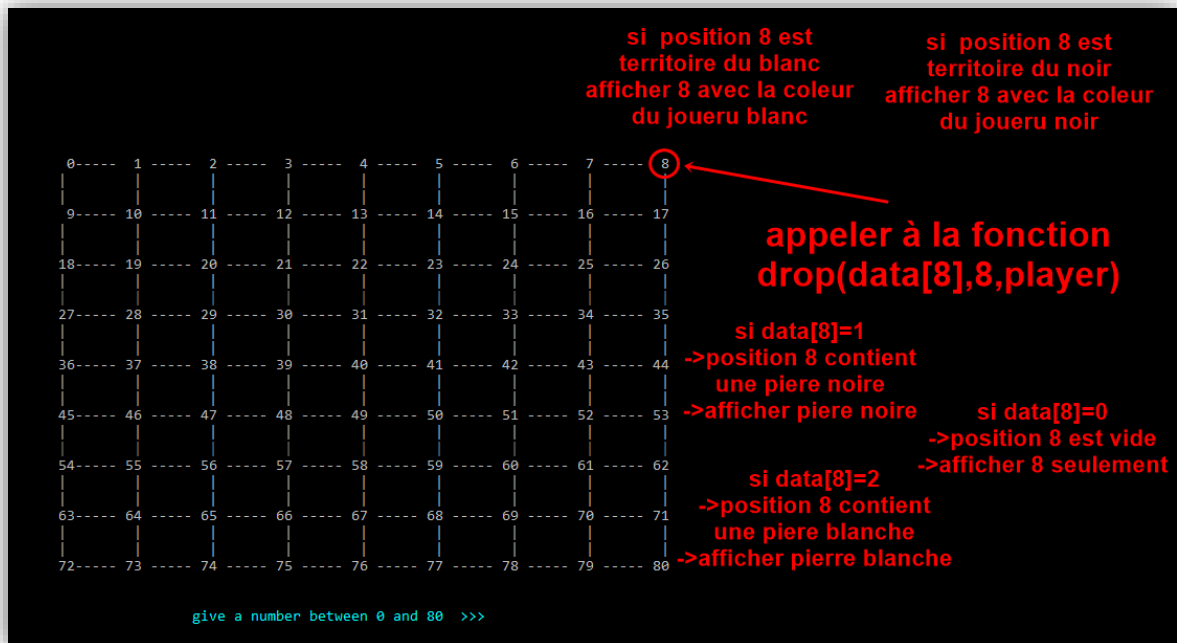 si position 8 est
territoire du blanc
afficher 8 avec la coleur
du joueru blanc
si position 8 est
territoire du noir
afficher 8 avec la coleur
du joueru noir
0----- 1 ----- 2 ----- 3 ----- 4 ----- 5 ----- 6 ----- 7 ----- 8
9----- 10 ----- 11 ----- 12 ----- 13 ----- 14 ----- 15 ----- 16 ----- 17
18----- 19 ----- 20 ----- 21 ----- 22 ----- 23 ----- 24 ----- 25 ----- 26
27----- 28 ----- 29 ----- 30 ----- 31 ----- 32 ----- 33 ----- 34 ----- 35
36----- 37 ----- 38 ----- 39 ----- 40 ----- 41 ----- 42 ----- 43 ----- 44
45----- 46 ----- 47 ----- 48 ----- 49 ----- 50 ----- 51 ----- 52 ----- 53
54----- 55 ----- 56 ----- 57 ----- 58 ----- 59 ----- 60 ----- 61 ----- 62
63----- 64 ----- 65 ----- 66 ----- 67 ----- 68 ----- 69 ----- 70 ----- 71
72----- 73 ----- 74 ----- 75 ----- 76 ----- 77 ----- 78 ----- 79 ----- 80
appeler à la fonction
drop(data[8],8,player)
si data[8]=1
->position 8 contient
une piere noire
->afficher piere noire
si data[8]=0
->position 8 est vide
->afficher 8 seulement
si data[8]=2
->position 8 contient
une piere blanche
->afficher pierre blanche
give a number between 0 and 80 >>>